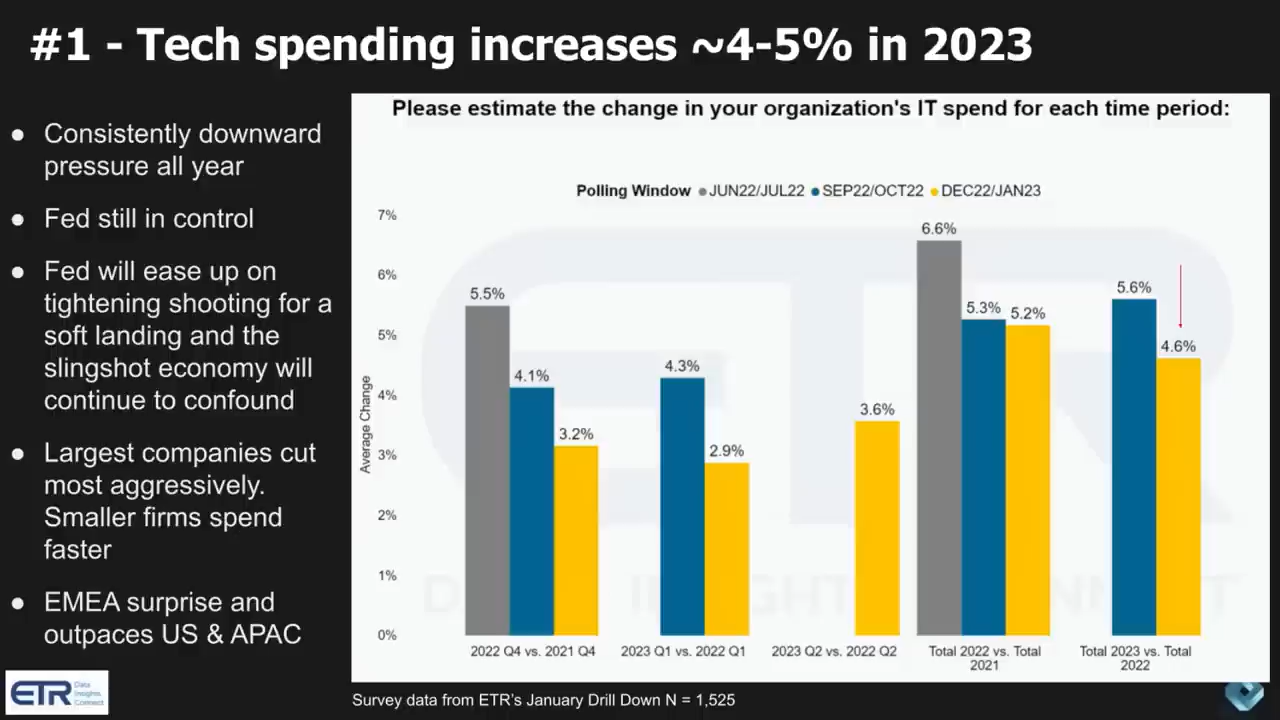 #1 - Tech spending increases ~4-5% in 2023
● Consistently downward
pressure all year
● Fed still in control
● Fed will ease up on
tightening shooting for a
soft landing and the
slingshot economy will
continue to confound
● Largest companies cut
most aggressively.
Smaller firms spend
faster
● EMEA surprise and
outpaces US & APAC
ETR Data
Insights
Connect
Please estimate the change in your organization's IT spend for each time period:
Polling Window ●JUN22/JUL22 ●SEP22/OCT22 ●DEC22/JAN23
Average Change
7%
6%
5%
4%
3%
2%
1%
0%
5.5%
4.1%
3.2%
4.3%
2.9%
3.6%
6.6%
5.3%
5.2%
5.6%
4.6%
2022 Q4 vs. 2021 Q4
2023 Q1 vs. 2022 Q1
2023 Q2 vs. 2022 Q2
Total 2022 vs. Total
2021
Total 2023 vs. Total
2022
ETR
Survey data from ETR's January Drill Down N = 1,525